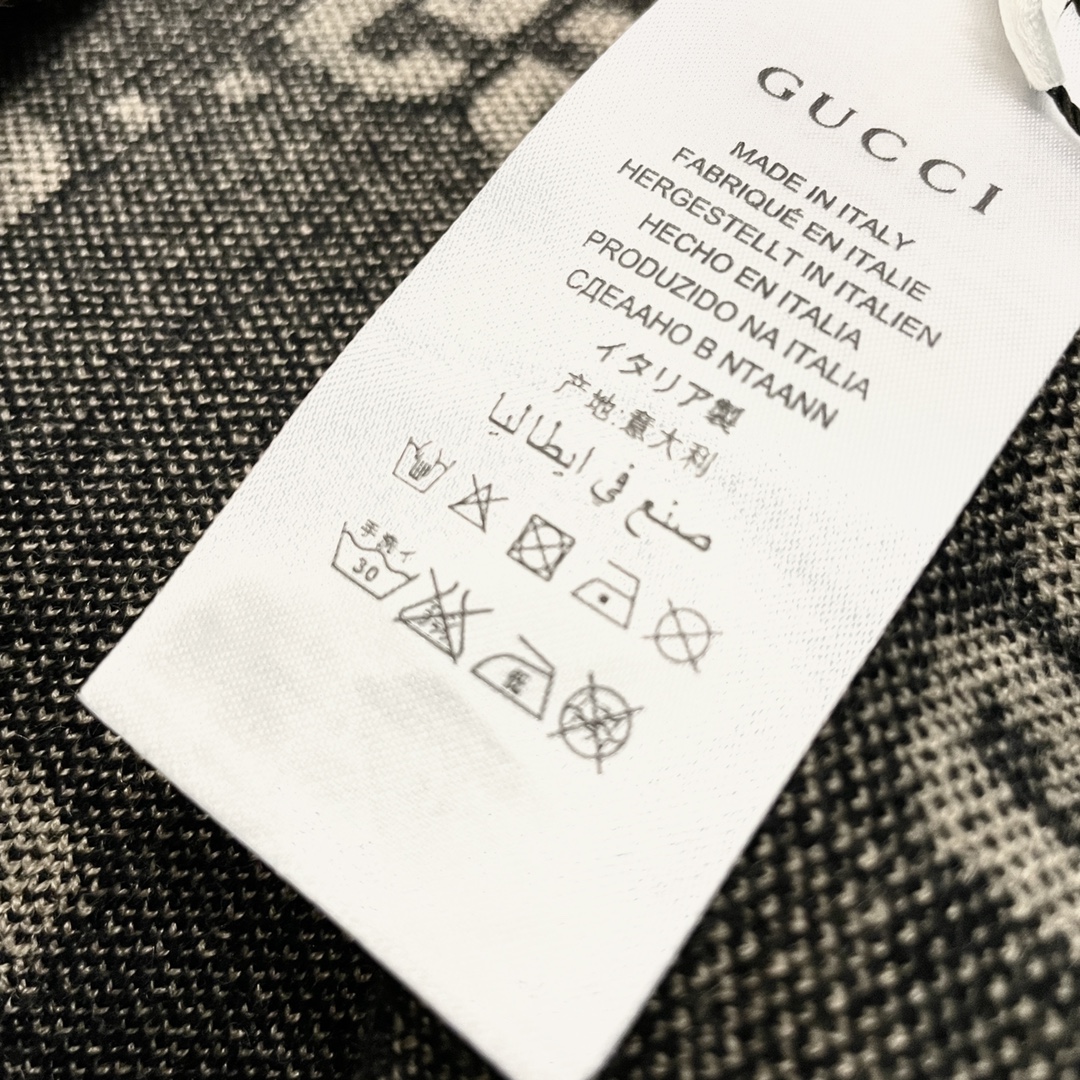 GUCCI
MADE IN ITALY
FABRIQUÉ EN ITALIE
HERGESTELLT IN ITALIEN
HECHO EN ITALIA
PRODUZIDO NA ITALIA
СДЕААНО В NTAANN
イタリア製
产地:意大利
صنع في ايطاليا
30